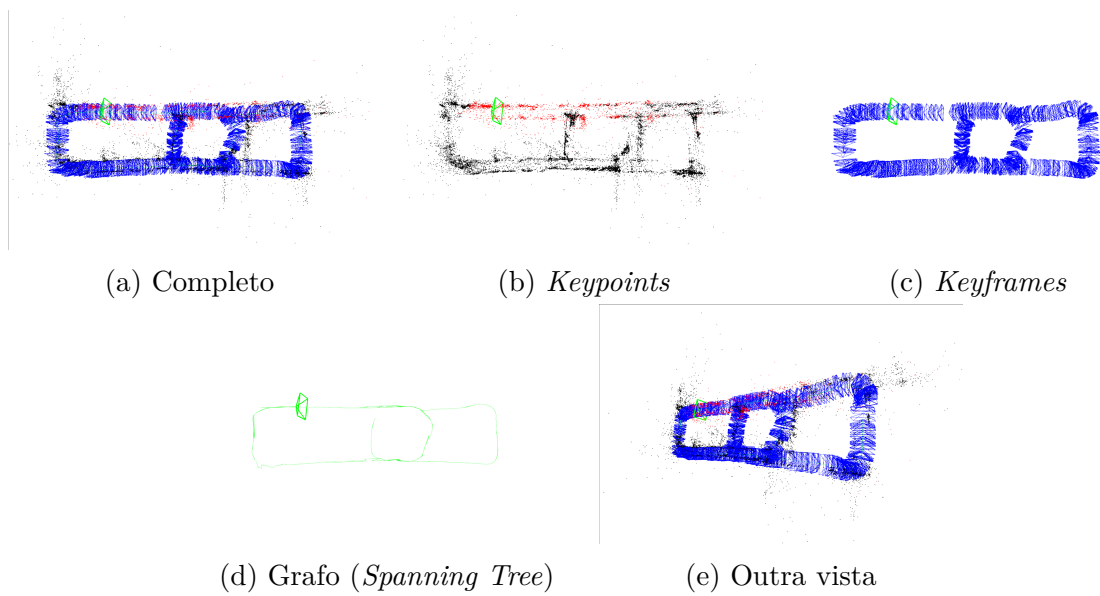 (a) Completo
(b) Keypoints
(c) Keyframes
(d) Grafo (Spanning Tree)
(e) Outra vista